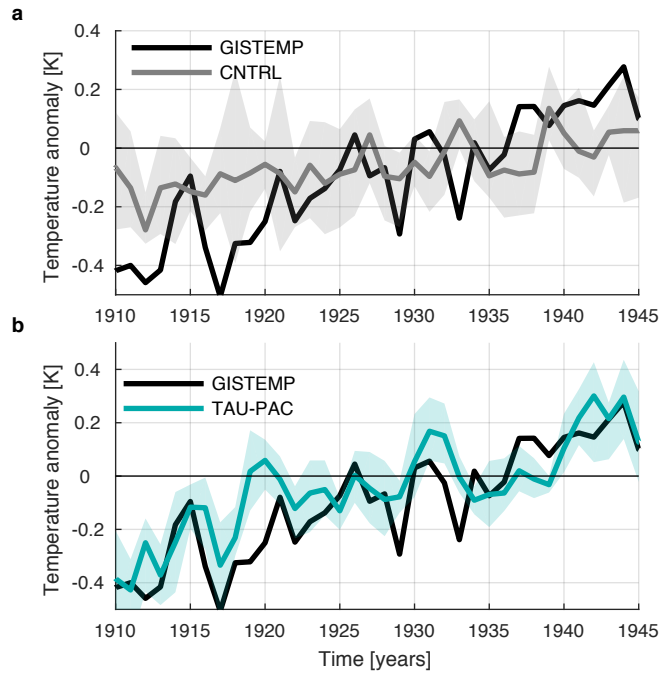 a
Temperature anomaly [K]
0.4
0.2
0
-0.2
-0.4
GISTEMP
CNTRL
1910 1915 1920 1925 1930 1935 1940 1945
b
Temperature anomaly [K]
0.4
0.2
0
-0.2
-0.4
GISTEMP
TAU-PAC
1910 1915 1920 1925 1930 1935 1940 1945
Time [years]